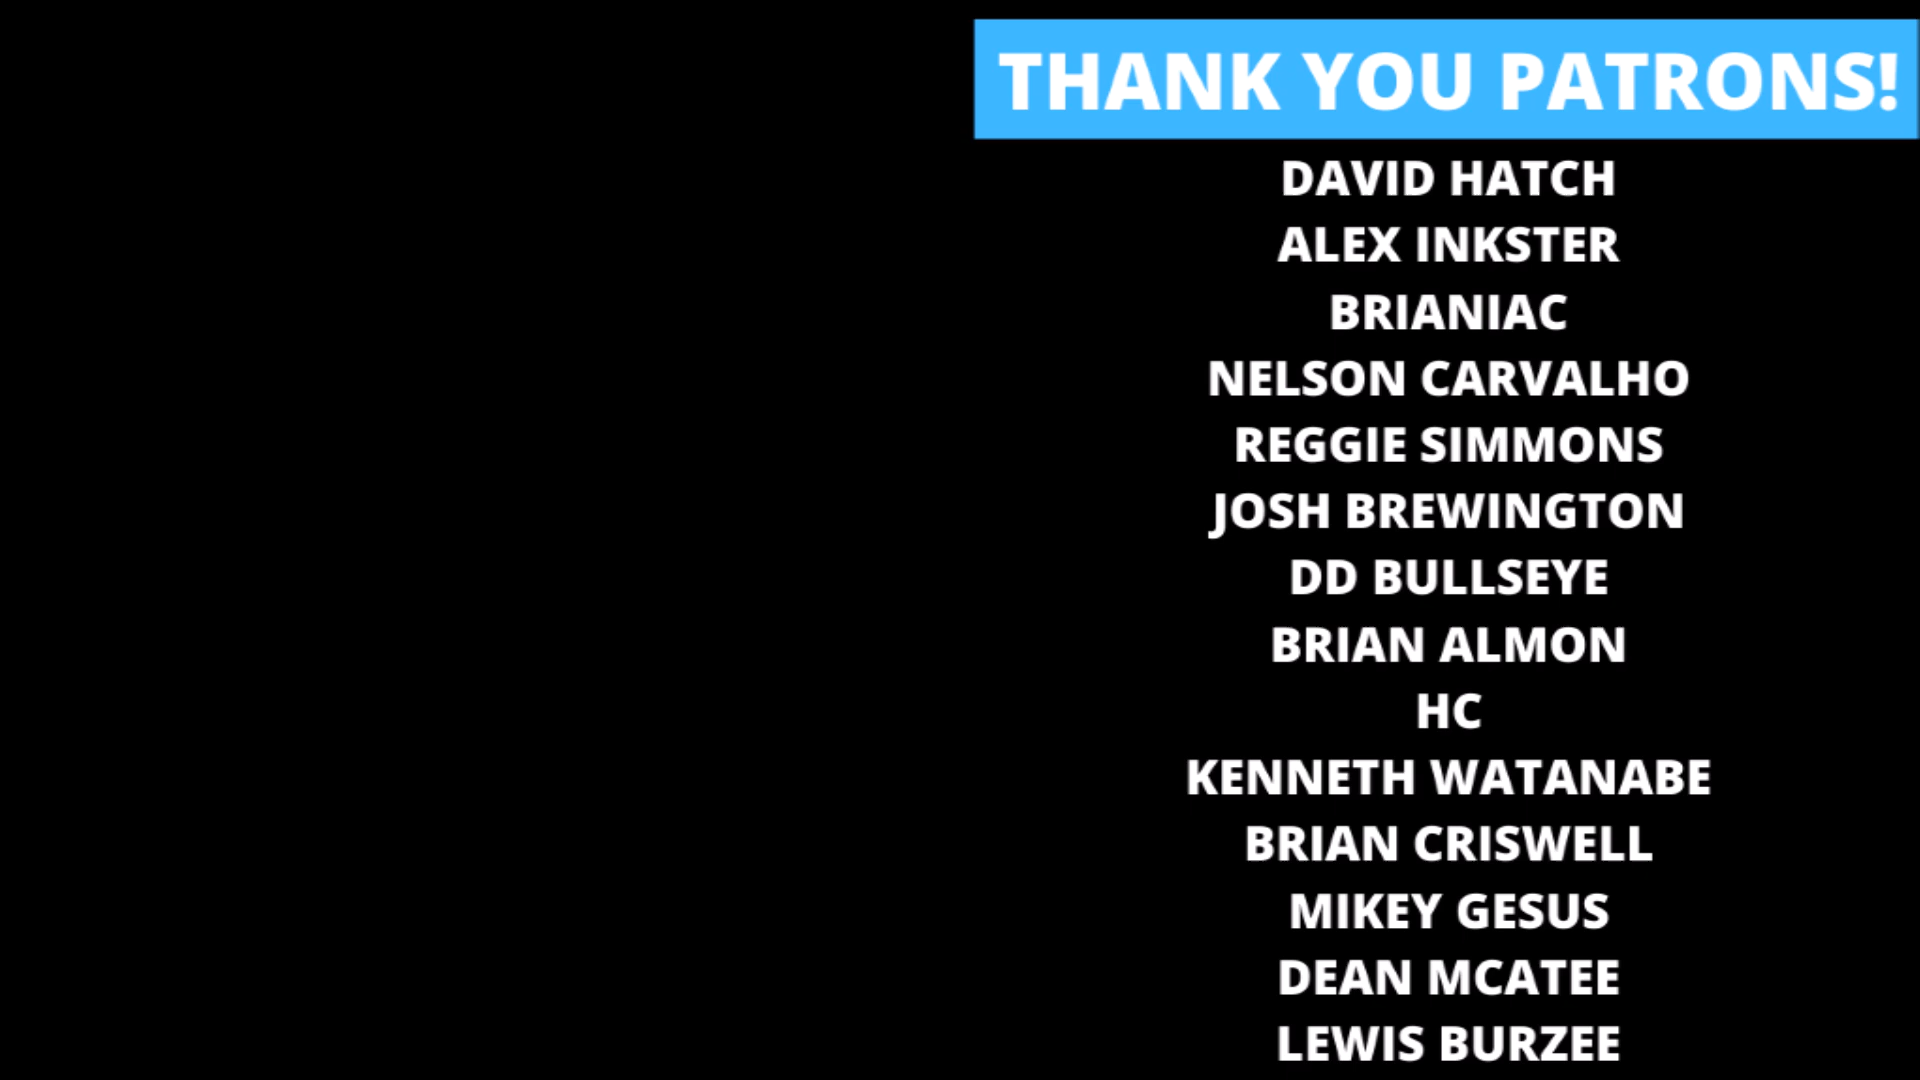 THANK YOU PATRONS!
DAVID HATCH
ALEX INKSTER
BRIANIAC
NELSON CARVALHO
REGGIE SIMMONS
JOSH BREWINGTON
DD BULLSEYE
BRIAN ALMON
HC
KENNETH WATANABE
BRIAN CRISWELL
MIKEY GESUS
DEAN MCATEE
LEWIS BURZEE